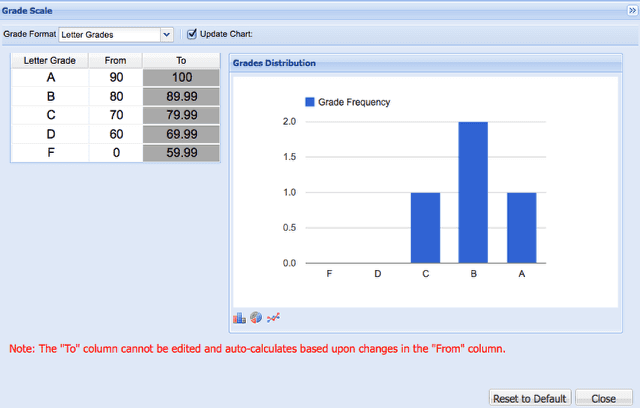 Grade Scale
Grade Format Letter Grades Update Chart:
Letter Grade From To
A 90 100
B 80 89.99
C 70 79.99
D 60 69.99
F 0 59.99
Grades Distribution
Grade Frequency
2.0
1.5
1.0
0.5
0.0
F D C B A
Note: The "To" column cannot be edited and auto-calculates based upon changes in the "From" column.
Reset to Default Close